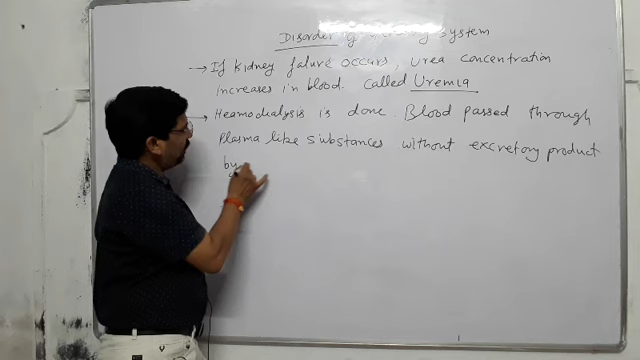 Disorder of excretory system
→ If Kidney falure occurs, urea concentration
increases in blood. Called Uremia
→ Heamodialysis is done. Blood passed through
Plasma like substances without excretory product
by